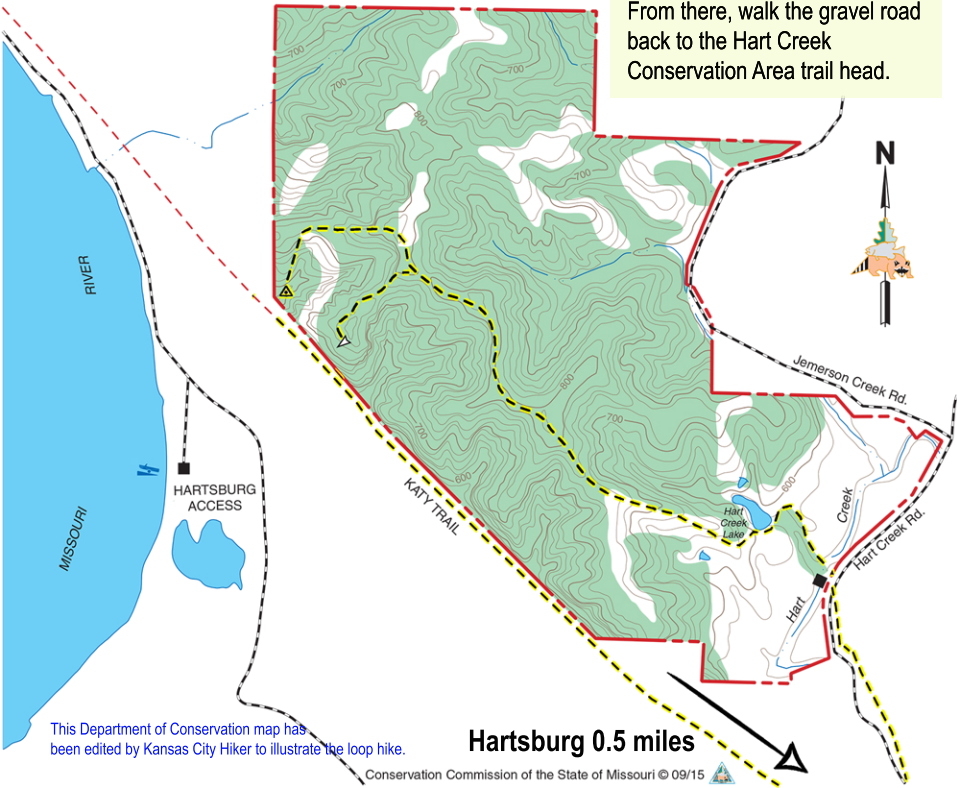 From there, walk the gravel road
back to the Hart Creek
Conservation Area trail head.
N
700
700
700
800
700
RIVER
Jemerson Creek Rd.
800
700
700
600
600
KATY TRAIL
HARTSBURG
ACCESS
MISSOURI
Hart
Creek
Lake
Creek
Hart Creek Rd.
Hart
This Department of Conservation map has
been edited by Kansas City Hiker to illustrate the loop hike.
Hartsburg 0.5 miles
Conservation Commission of the State of Missouri © 09/15